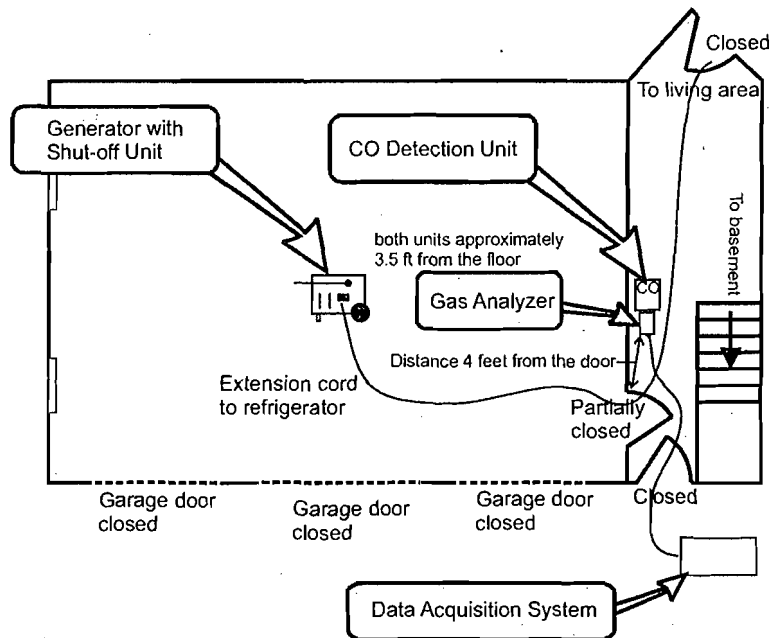 Closed
To living area
Generator with
Shut-off Unit
CO Detection Unit
To basement
both units approximately
3.5 ft from the floor
CO
Gas Analyzer
Distance 4 feet from the door
Extension cord
to refrigerator
Partially
closed
Garage door
closed
Garage door
closed
Garage door
closed
Closed
Data Acquisition System